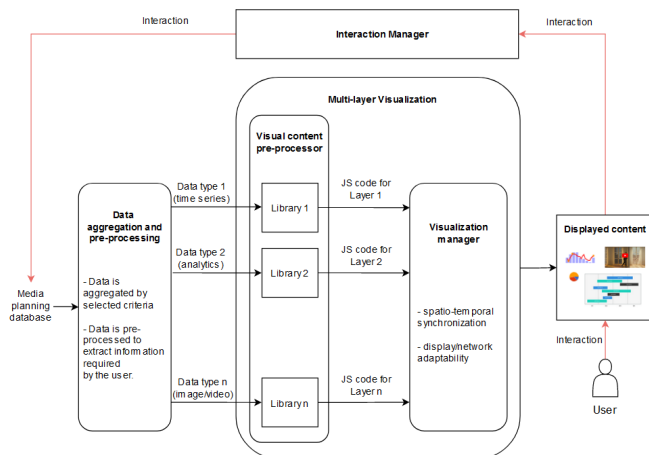 Interaction
Interaction Manager
Interaction
Multi-layer Visualization
Visual content
pre-processor
Data type 1
(time series)
Library 1
JS code for
Layer 1
Data
aggregation and
pre-processing
- Data is
aggregated by
selected criteria
- Data is pre-
processed to
extract information
required
by the user.
Data type 2
(analytics)
Library 2
JS code for
Layer 2
Visualization
manager
- spatio-temporal
synchronization
- display/network
adaptability
Displayed content
Media
planning
database
Data type n
(image/video)
Library n
JS code for
Layer n
Interaction
User